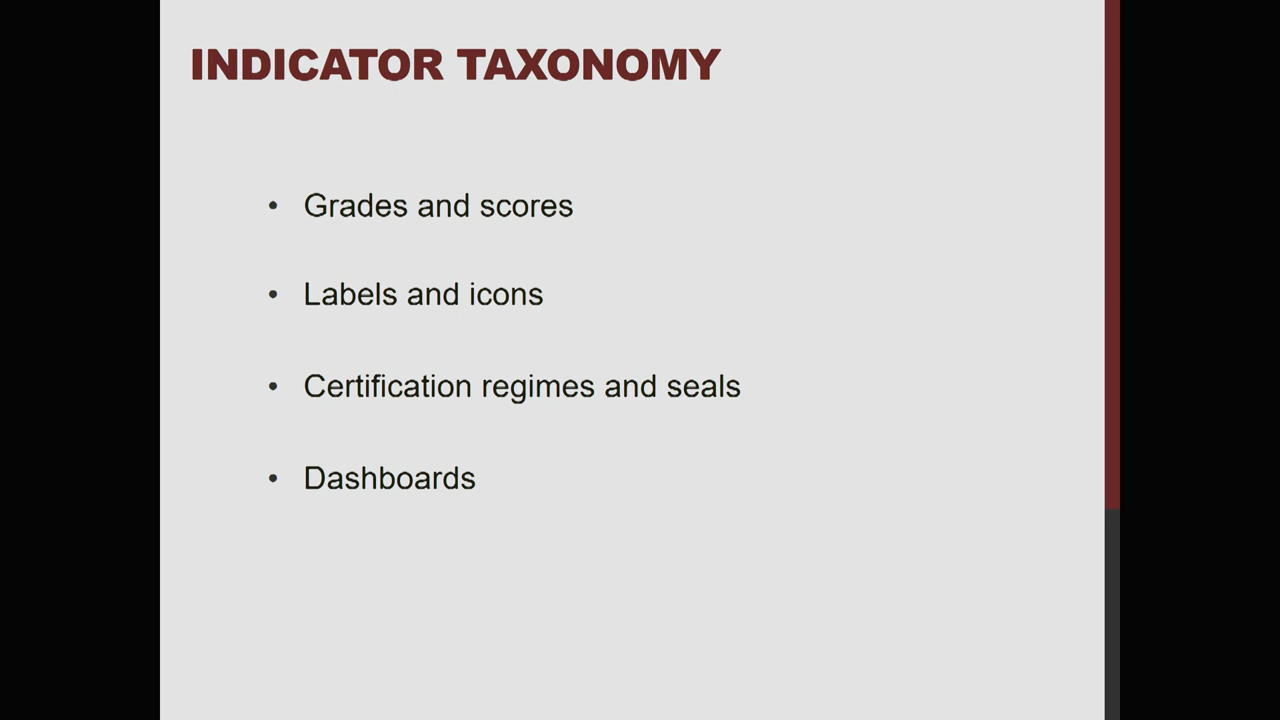 INDICATOR TAXONOMY
• Grades and scores
• Labels and icons
• Certification regimes and seals
• Dashboards